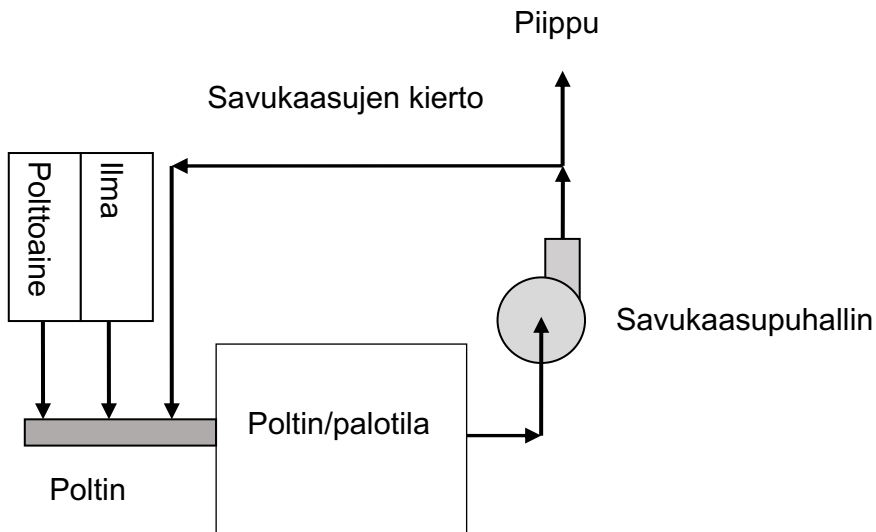 Piippu
Savukaasujen kierto
Polttoaine
Ilma
Savukaasupuhallin
Poltin/palotila
Poltin